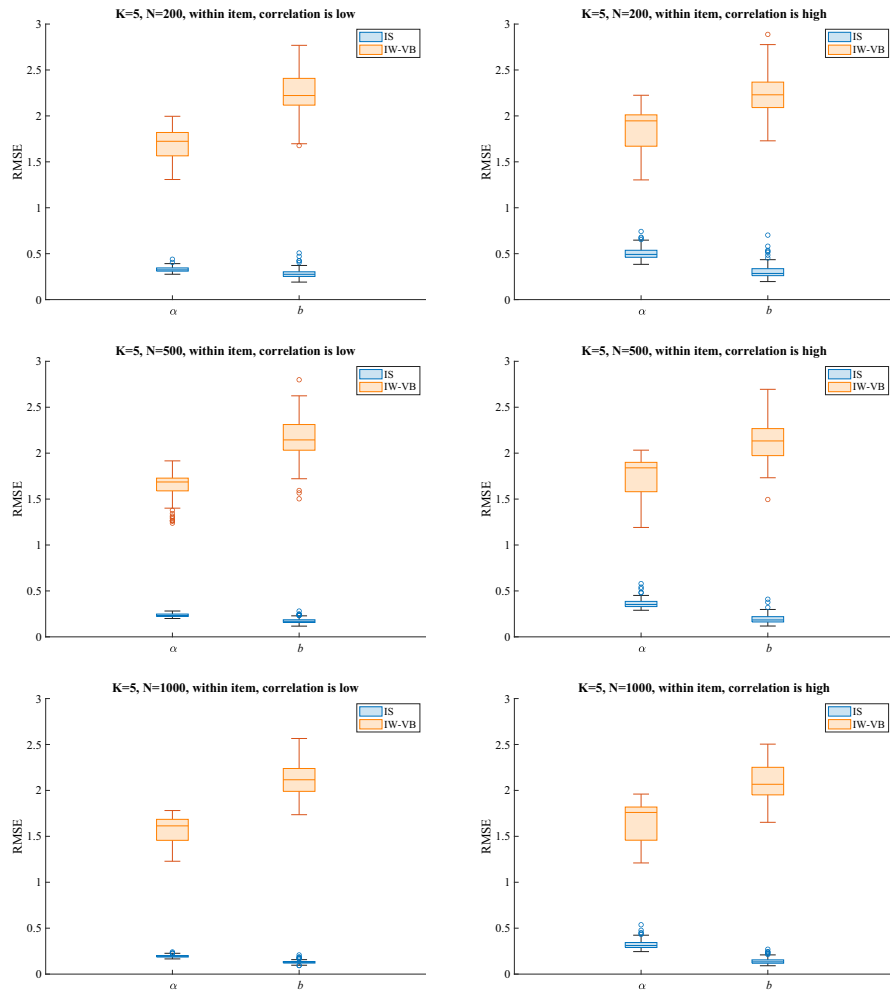 K=5, N=200, within item, correlation is low
IS
IW-VB
3
2.5
2
1.5
1
0.5
0
RMSE
α
b
K=5, N=200, within item, correlation is high
IS
IW-VB
3
2.5
2
1.5
1
0.5
0
RMSE
α
b
K=5, N=500, within item, correlation is low
IS
IW-VB
3
2.5
2
1.5
1
0.5
0
RMSE
α
b
K=5, N=500, within item, correlation is high
IS
IW-VB
3
2.5
2
1.5
1
0.5
0
RMSE
α
b
K=5, N=1000, within item, correlation is low
IS
IW-VB
3
2.5
2
1.5
1
0.5
0
RMSE
α
b
K=5, N=1000, within item, correlation is high
IS
IW-VB
3
2.5
2
1.5
1
0.5
0
RMSE
α
b